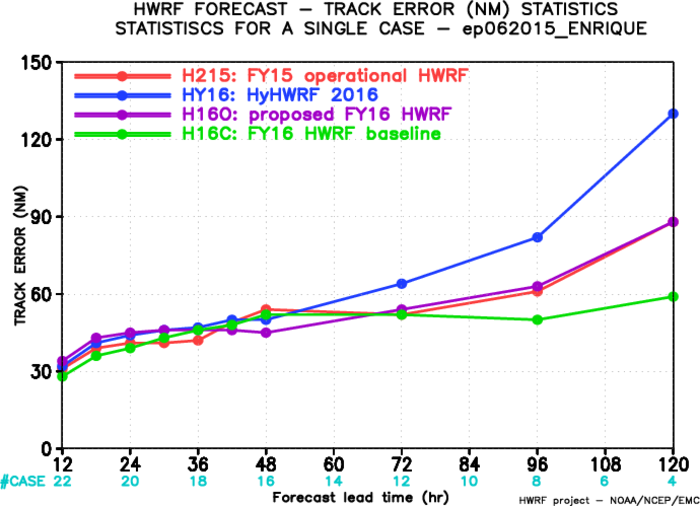 HWRF FORECAST – TRACK ERROR (NM) STATISTICS
STATISTISCS FOR A SINGLE CASE – ep062015_ENRIQUE
150
120
90
60
30
0
TRACK ERROR (NM)
H215: FY15 operational HWRF
HY16: HyHWRF 2016
H16O: proposed FY16 HWRF
H16C: FY16 HWRF baseline
12 24 36 48 60 72 84 96 108 120
#CASE 22 20 18 16 14 12 10 8 6 4
Forecast lead time (hr)
HWRF project – NOAA/NCEP/EMC